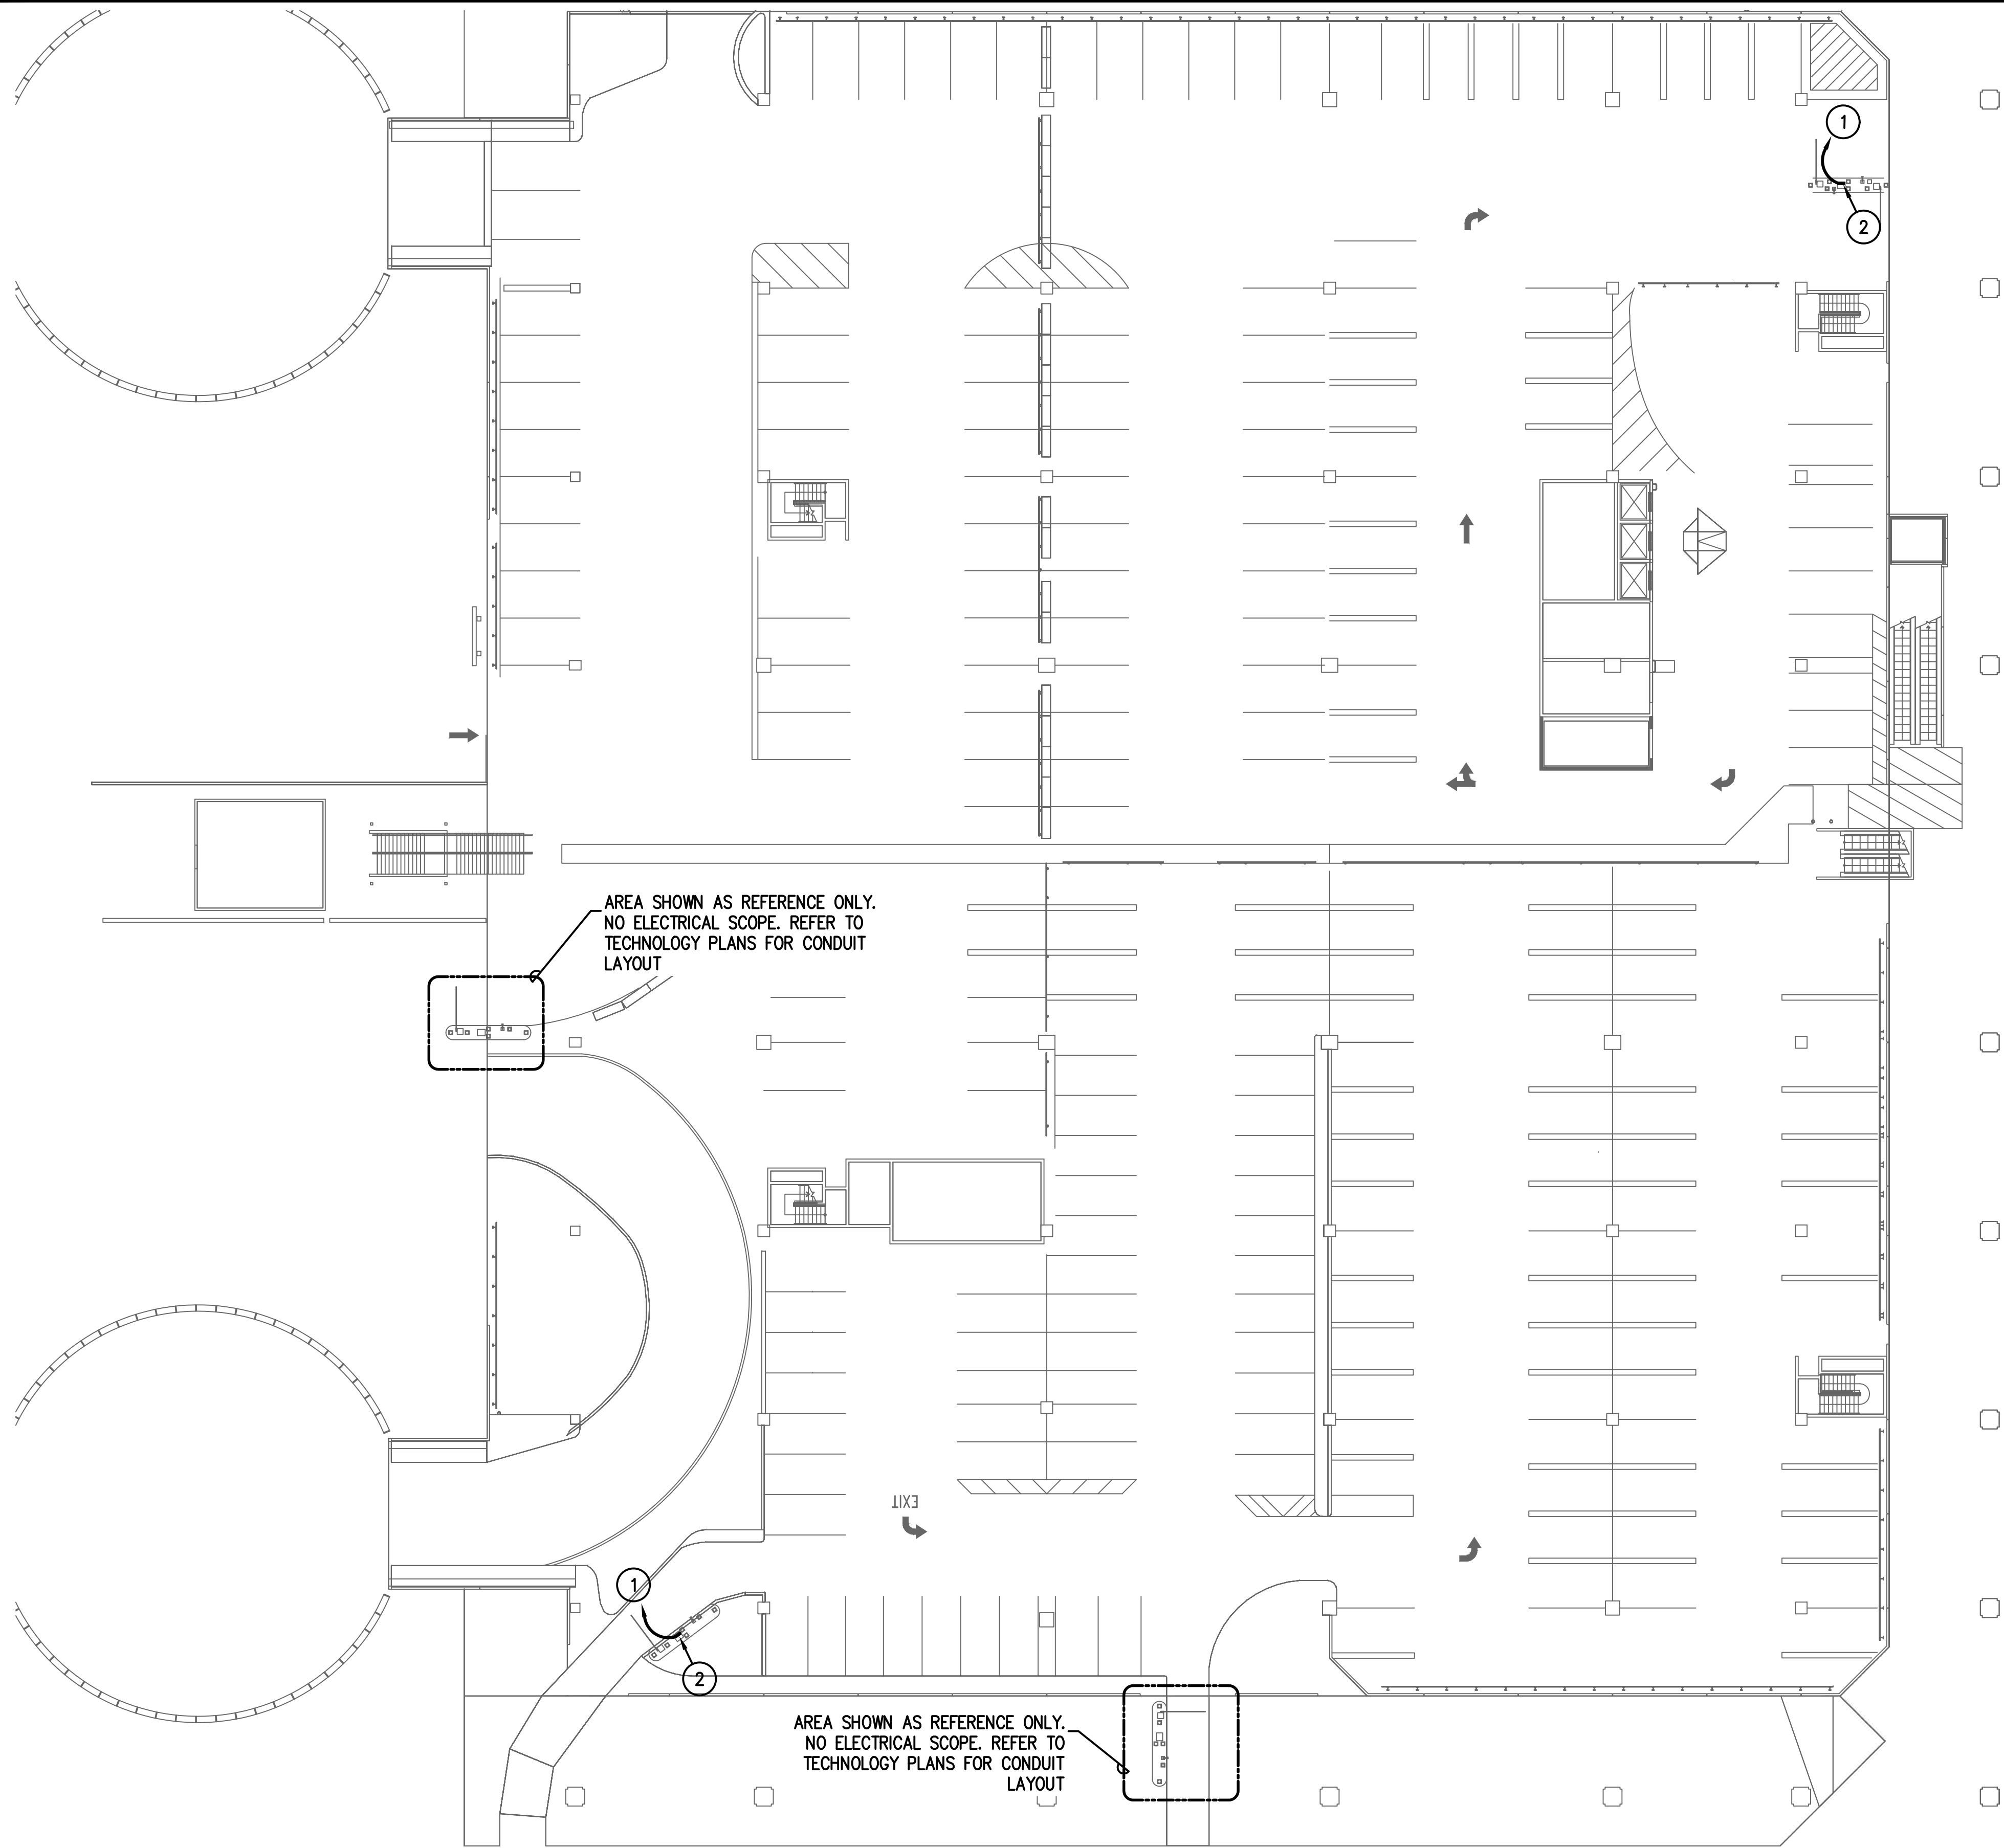 1
2
AREA SHOWN AS REFERENCE ONLY.
NO ELECTRICAL SCOPE. REFER TO
TECHNOLOGY PLANS FOR CONDUIT
LAYOUT
EXIT
1
2
AREA SHOWN AS REFERENCE ONLY.
NO ELECTRICAL SCOPE. REFER TO
TECHNOLOGY PLANS FOR CONDUIT
LAYOUT